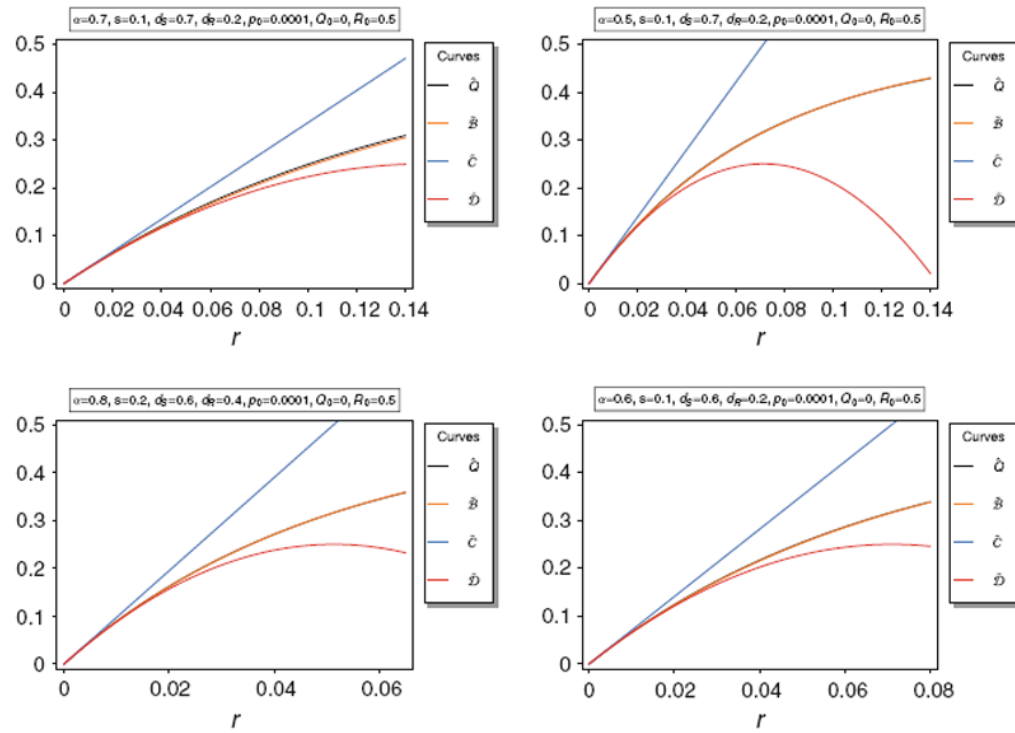 α=0.7, s=0.1, d_S=0.7, d_R=0.2, p_0=0.0001, Q_0=0, R_0=0.5
0.5
0.4
0.3
0.2
0.1
0
0 0.02 0.04 0.06 0.08 0.1 0.12 0.14
r
Curves
Q̂
B̂
Ĉ
D̂
α=0.5, s=0.1, d_S=0.7, d_R=0.2, p_0=0.0001, Q_0=0, R_0=0.5
0.5
0.4
0.3
0.2
0.1
0
0 0.02 0.04 0.06 0.08 0.1 0.12 0.14
r
Curves
Q̂
B̂
Ĉ
D̂
α=0.8, s=0.2, d_S=0.6, d_R=0.4, p_0=0.0001, Q_0=0, R_0=0.5
0.5
0.4
0.3
0.2
0.1
0
0 0.02 0.04 0.06
r
Curves
Q̂
B̂
Ĉ
D̂
α=0.6, s=0.1, d_S=0.6, d_R=0.2, p_0=0.0001, Q_0=0, R_0=0.5
0.5
0.4
0.3
0.2
0.1
0
0 0.02 0.04 0.06 0.08
r
Curves
Q̂
B̂
Ĉ
D̂